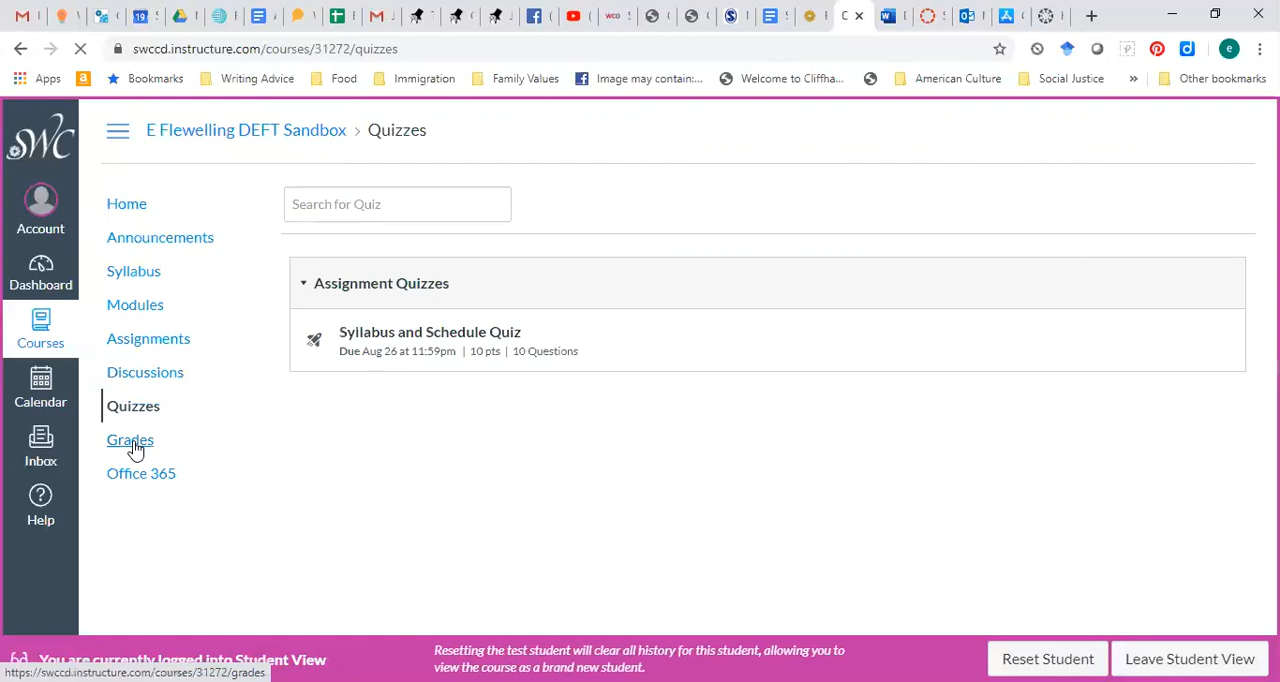 swccd.instructure.com/courses/31272/quizzes
Apps Bookmarks Writing Advice Food Immigration Family Values Image may contain:... Welcome to Cliffha... American Culture Social Justice » Other bookmarks
SWC
E Flewelling DEFT Sandbox > Quizzes
Account
Dashboard
Courses
Calendar
Inbox
Help
Home
Announcements
Syllabus
Modules
Assignments
Discussions
Quizzes
Grades
Office 365
Search for Quiz
Assignment Quizzes
Syllabus and Schedule Quiz
Due Aug 26 at 11:59pm | 10 pts | 10 Questions
You are currently logged into Student View
Resetting the test student will clear all history for this student, allowing you to
view the course as a brand new student.
Reset Student
Leave Student View
https://swccd.instructure.com/courses/31272/grades